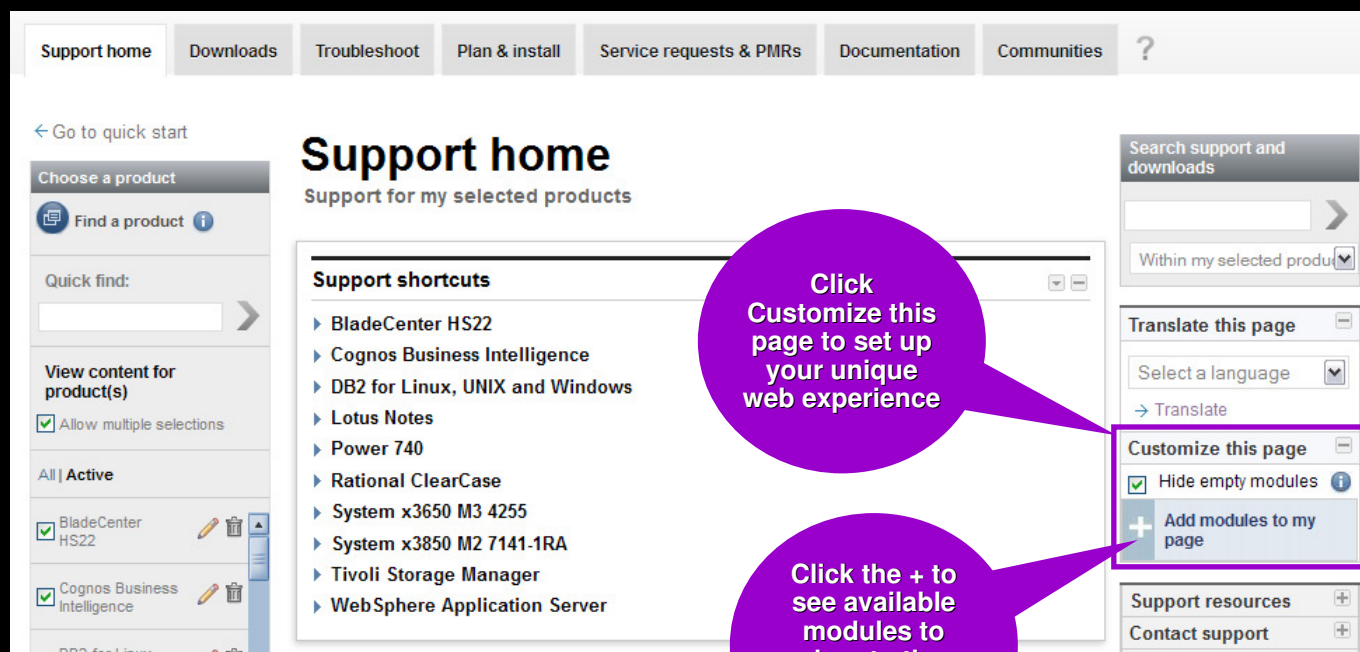 Support home
Downloads
Troubleshoot
Plan & install
Service requests & PMRs
Documentation
Communities
?
← Go to quick start
Choose a product
Find a product
Quick find:
View content for
product(s)
Allow multiple selections
All | Active
BladeCenter
HS22
Cognos Business
Intelligence
Support home
Support for my selected products
Support shortcuts
BladeCenter HS22
Cognos Business Intelligence
DB2 for Linux, UNIX and Windows
Lotus Notes
Power 740
Rational ClearCase
System x3650 M3 4255
System x3850 M2 7141-1RA
Tivoli Storage Manager
WebSphere Application Server
Click
Customize this
page to set up
your unique
web experience
Click the + to
see available
modules to
Search support and
downloads
Within my selected
Translate this page
Select a language
→ Translate
Customize this page
Hide empty modules
+ Add modules to my
page
Support resources
Contact support